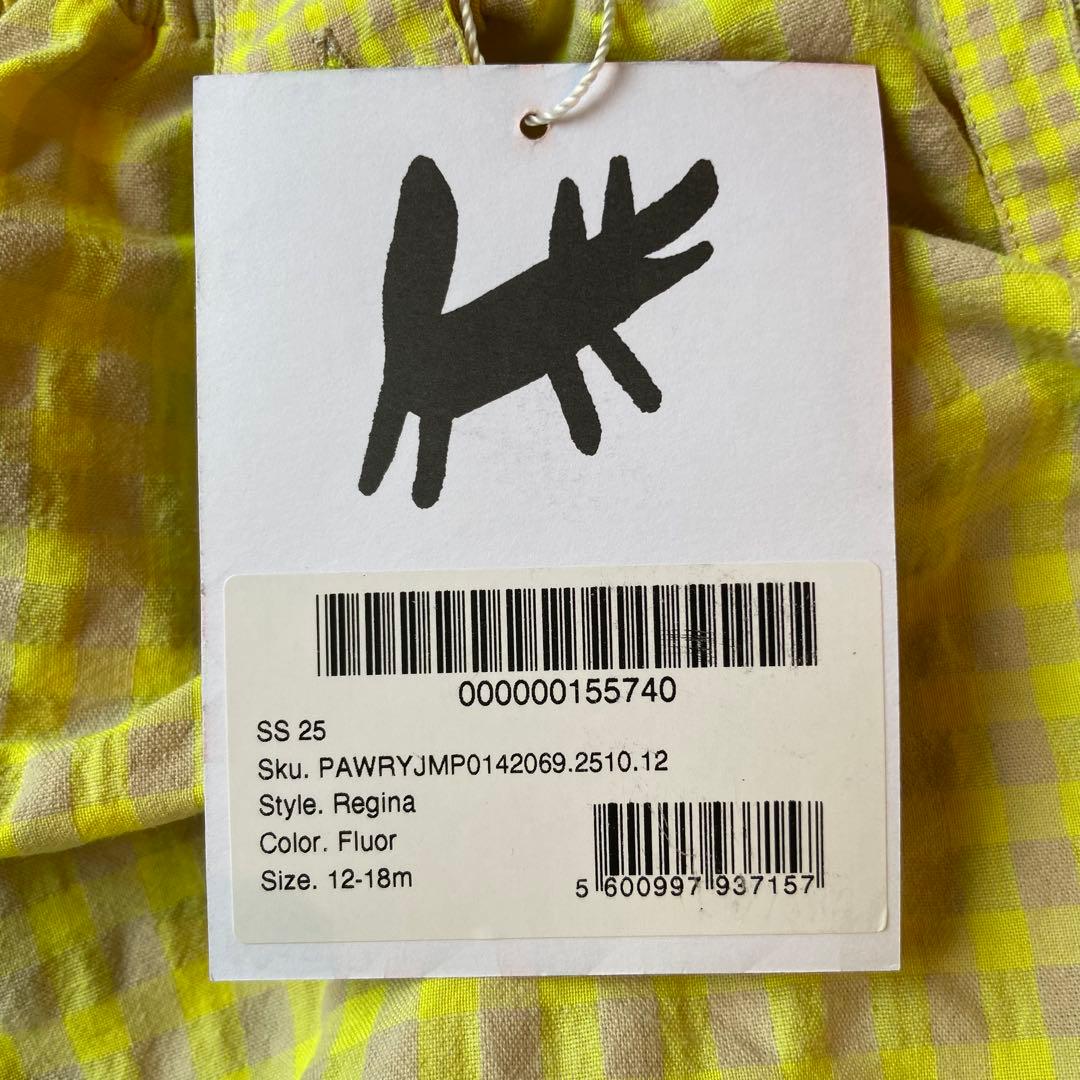 000000155740
SS 25
Sku. PAWRYJMP0142069.2510.12
Style. Regina
Color. Fluor
Size. 12-18m
5 600997 937157